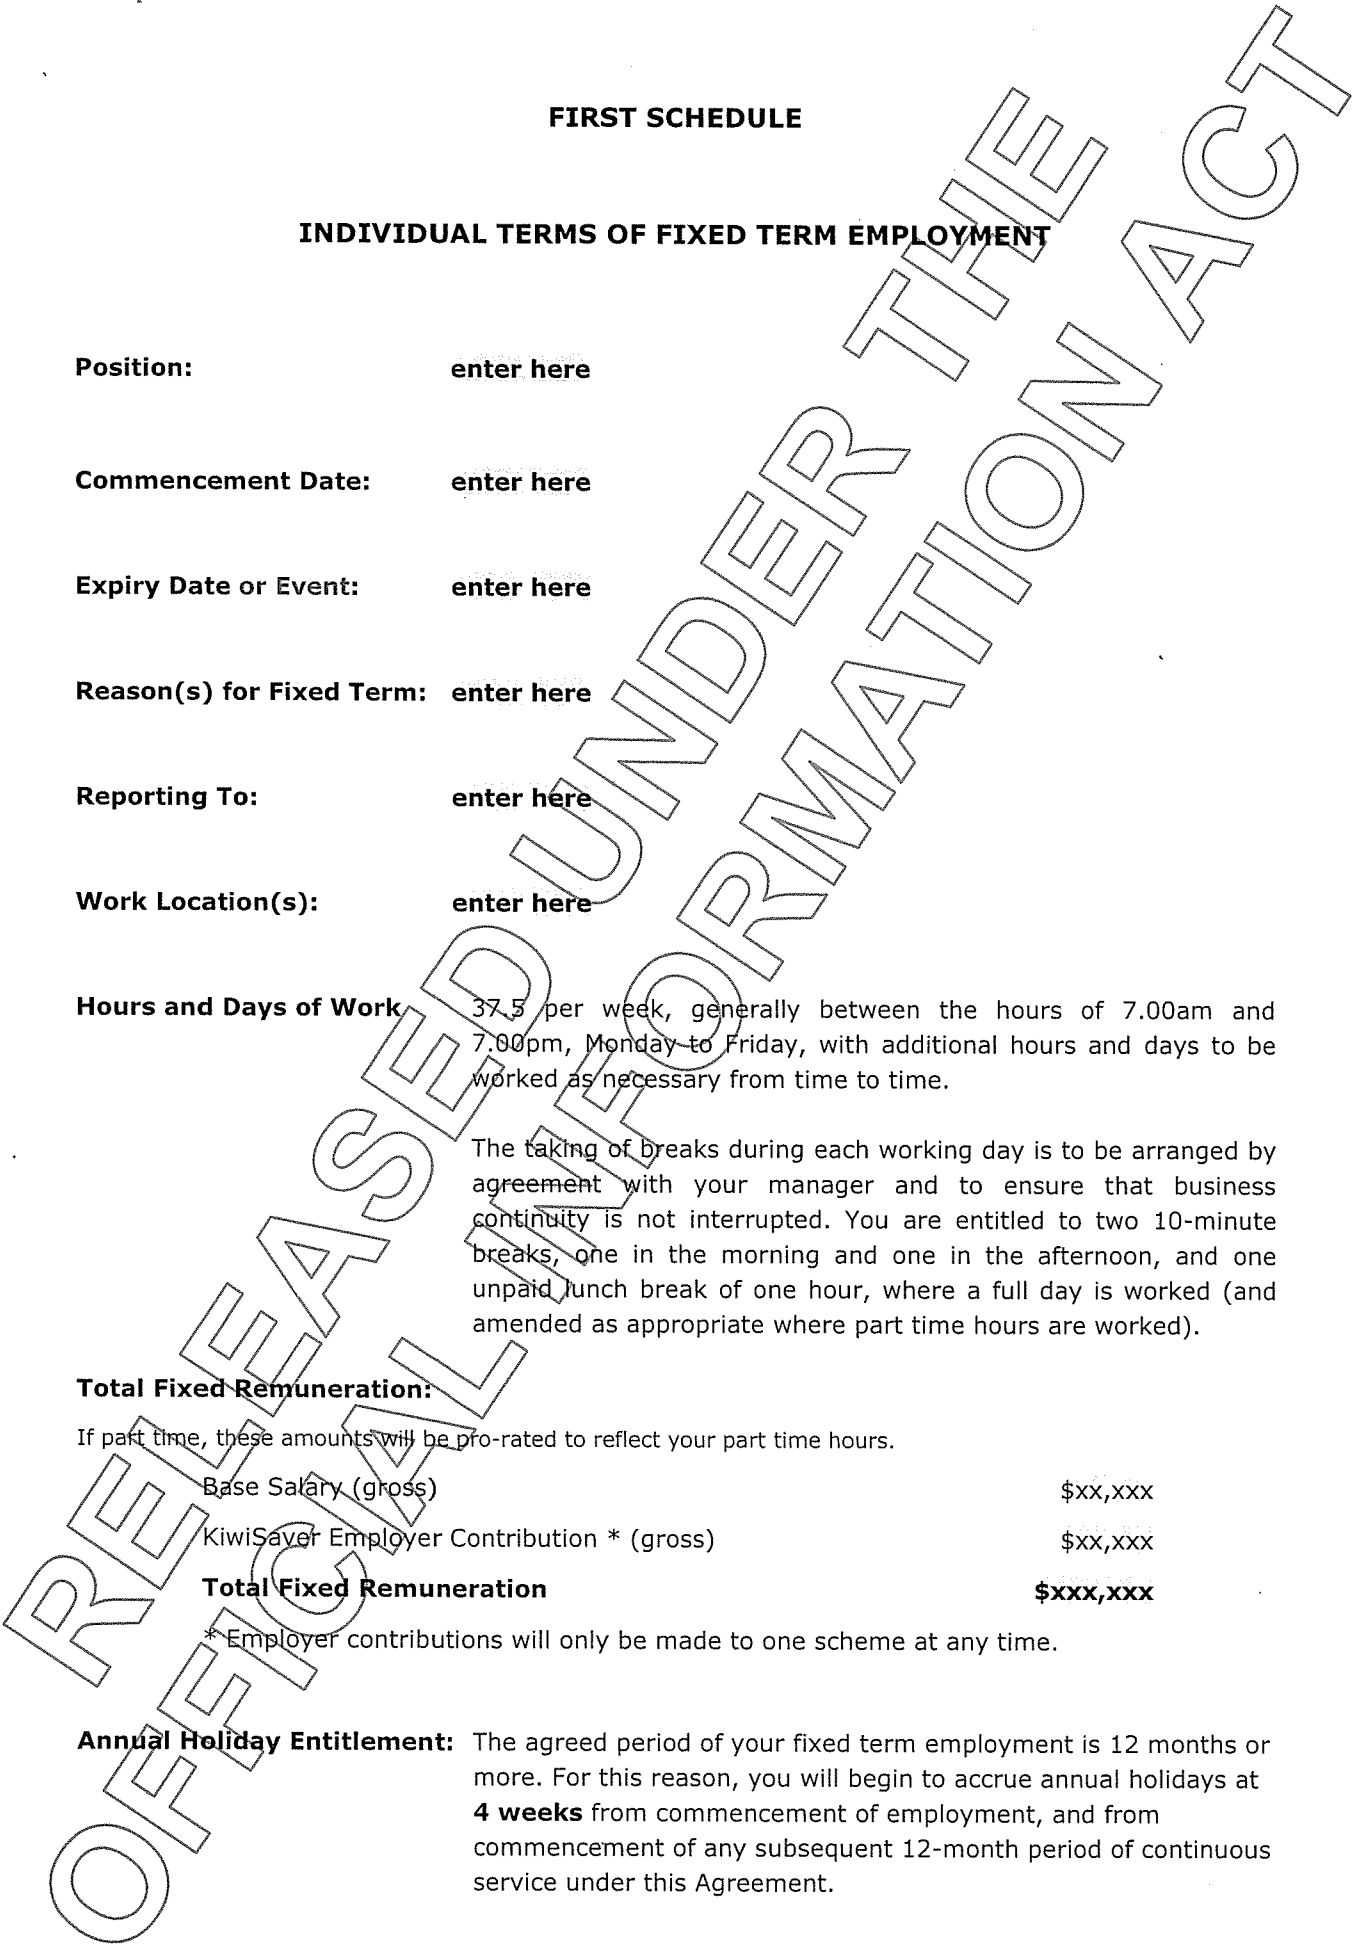 FIRST SCHEDULE
INDIVIDUAL TERMS OF FIXED TERM EMPLOYMENT
Position: enter here
Commencement Date: enter here
Expiry Date or Event: enter here
Reason(s) for Fixed Term: enter here
Reporting To: enter here
Work Location(s): enter here
Hours and Days of Work 37.5 per week, generally between the hours of 7.00am and
7.00pm, Monday to Friday, with additional hours and days to be
worked as necessary from time to time.
The taking of breaks during each working day is to be arranged by
agreement with your manager and to ensure that business
continuity is not interrupted. You are entitled to two 10-minute
breaks, one in the morning and one in the afternoon, and one
unpaid lunch break of one hour, where a full day is worked (and
amended as appropriate where part time hours are worked).
Total Fixed Remuneration:
If part time, these amounts will be pro-rated to reflect your part time hours.
Base Salary (gross) $xx,xxx
KiwiSaver Employer Contribution * (gross) $xx,xxx
Total Fixed Remuneration $xxx,xxx
* Employer contributions will only be made to one scheme at any time.
Annual Holiday Entitlement: The agreed period of your fixed term employment is 12 months or
more. For this reason, you will begin to accrue annual holidays at
4 weeks from commencement of employment, and from
commencement of any subsequent 12-month period of continuous
service under this Agreement.
RELEASED UNDER THE
OFFICIAL INFORMATION ACT